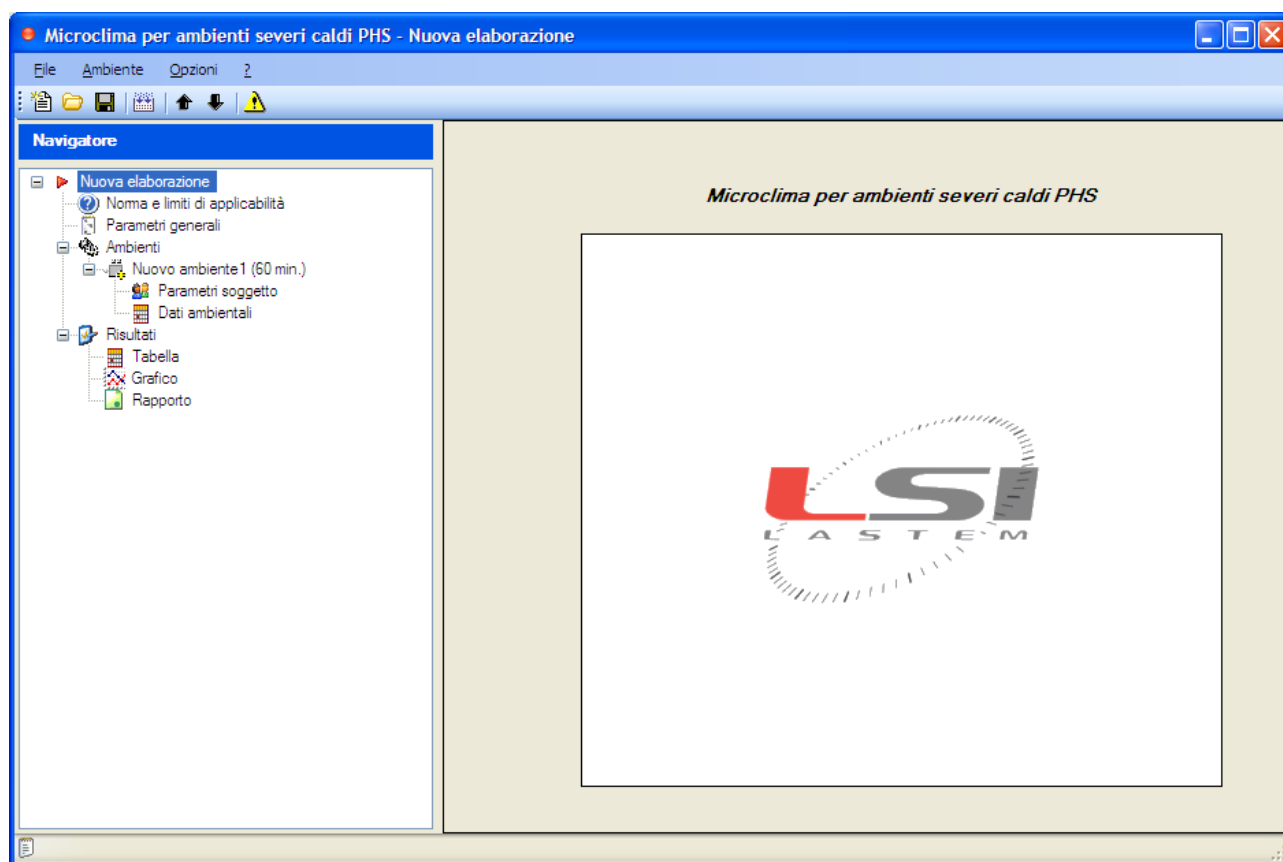 Microclima per ambienti severi caldi PHS - Nuova elaborazione
File Ambiente Opzioni ?
Navigatore
Nuova elaborazione
Norma e limiti di applicabilità
Parametri generali
Ambienti
Nuovo ambiente1 (60 min.)
Parametri soggetto
Dati ambientali
Risultati
Tabella
Grafico
Rapporto
Microclima per ambienti severi caldi PHS
LSI
LASTEM